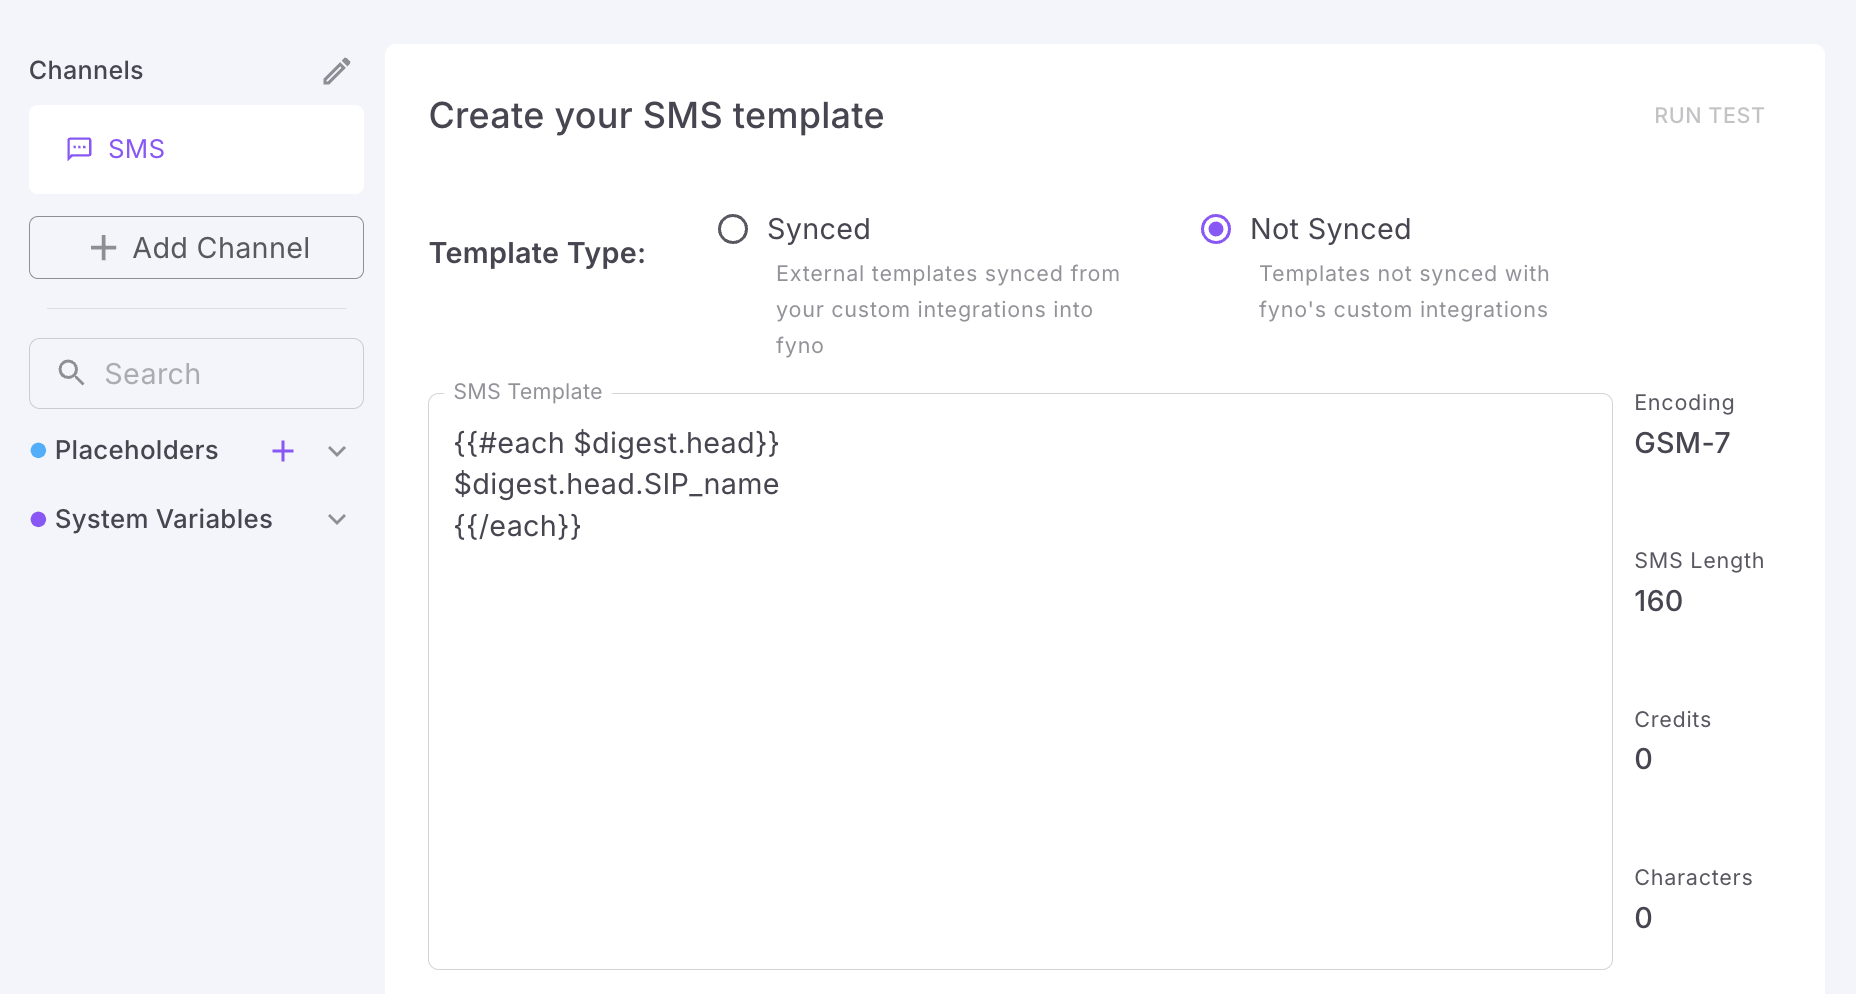 Channels
SMS
Add Channel
Search
Placeholders
System Variables
Create your SMS template
RUN TEST
Template Type:
Synced
External templates synced from
your custom integrations into
fyno
Not Synced
Templates not synced with
fyno's custom integrations
SMS Template
{{#each $digest.head}}
$digest.head.SIP_name
{{/each}}
Encoding
GSM-7
SMS Length
160
Credits
0
Characters
0